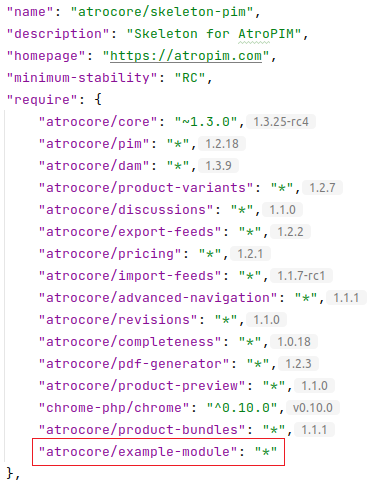 "name": "atrocore/skeleton-pim",
"description": "Skeleton for AtroPIM",
"homepage": "https://atropim.com",
"minimum-stability": "RC",
"require": {
"atrocore/core": "~1.3.0", 1.3.25-rc4
"atrocore/pim": "*", 1.2.18
"atrocore/dam": "*", 1.3.9
"atrocore/product-variants": "*", 1.2.7
"atrocore/discussions": "*", 1.1.0
"atrocore/export-feeds": "*", 1.2.2
"atrocore/pricing": "*", 1.2.1
"atrocore/import-feeds": "*", 1.1.7-rc1
"atrocore/advanced-navigation": "*", 1.1.1
"atrocore/revisions": "*", 1.1.0
"atrocore/completeness": "*", 1.0.18
"atrocore/pdf-generator": "*", 1.2.3
"atrocore/product-preview": "*", 1.1.0
"chrome-php/chrome": "^0.10.0", v0.10.0
"atrocore/product-bundles": "*", 1.1.1
"atrocore/example-module": "*"
},